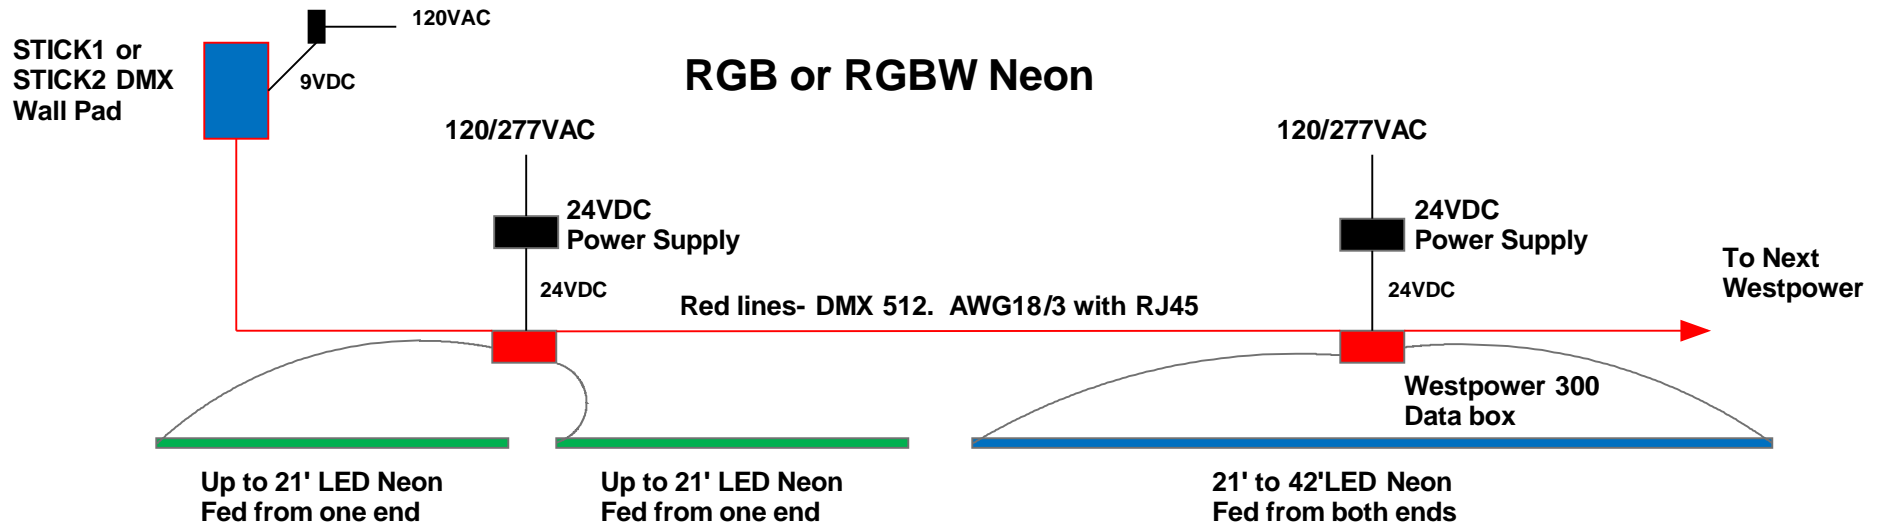 120VAC
STICK1 or
STICK2 DMX
Wall Pad
9VDC
RGB or RGBW Neon
120/277VAC
120/277VAC
24VDC
Power Supply
24VDC
Power Supply
To Next
Westpower
24VDC
24VDC
Red lines- DMX 512. AWG18/3 with RJ45
Westpower 300
Data box
Up to 21' LED Neon
Fed from one end
Up to 21' LED Neon
Fed from one end
21' to 42'LED Neon
Fed from both ends